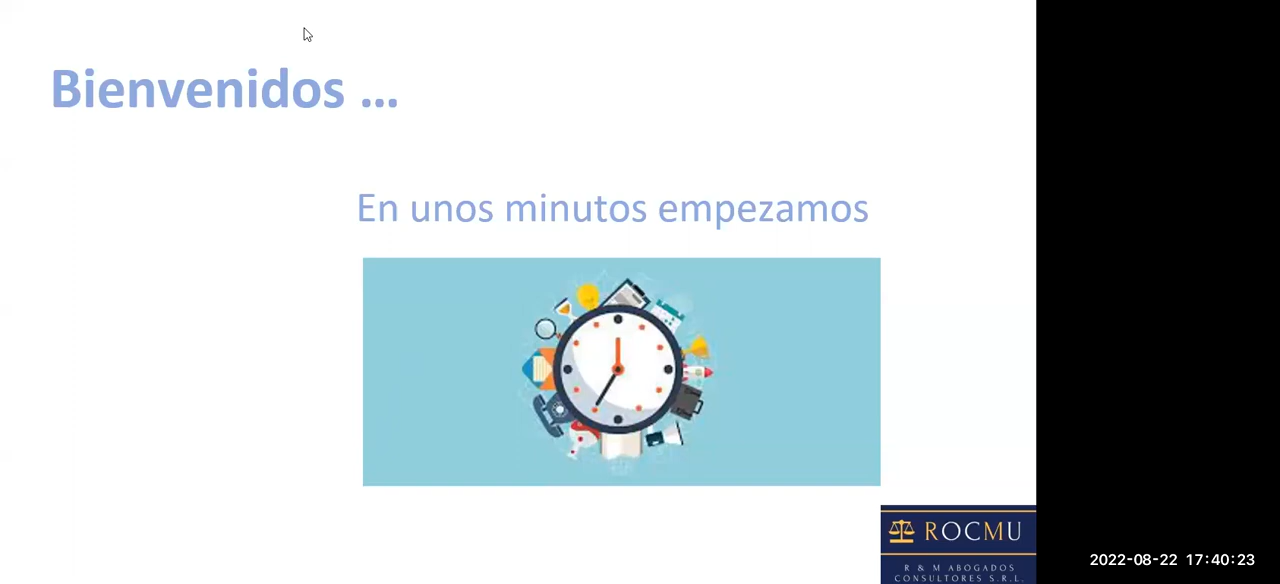 Bienvenidos ...
En unos minutos empezamos
ROCMU
R & M ABOGADOS
CONSULTORES S.R.L.
2022-08-22 17:40:23